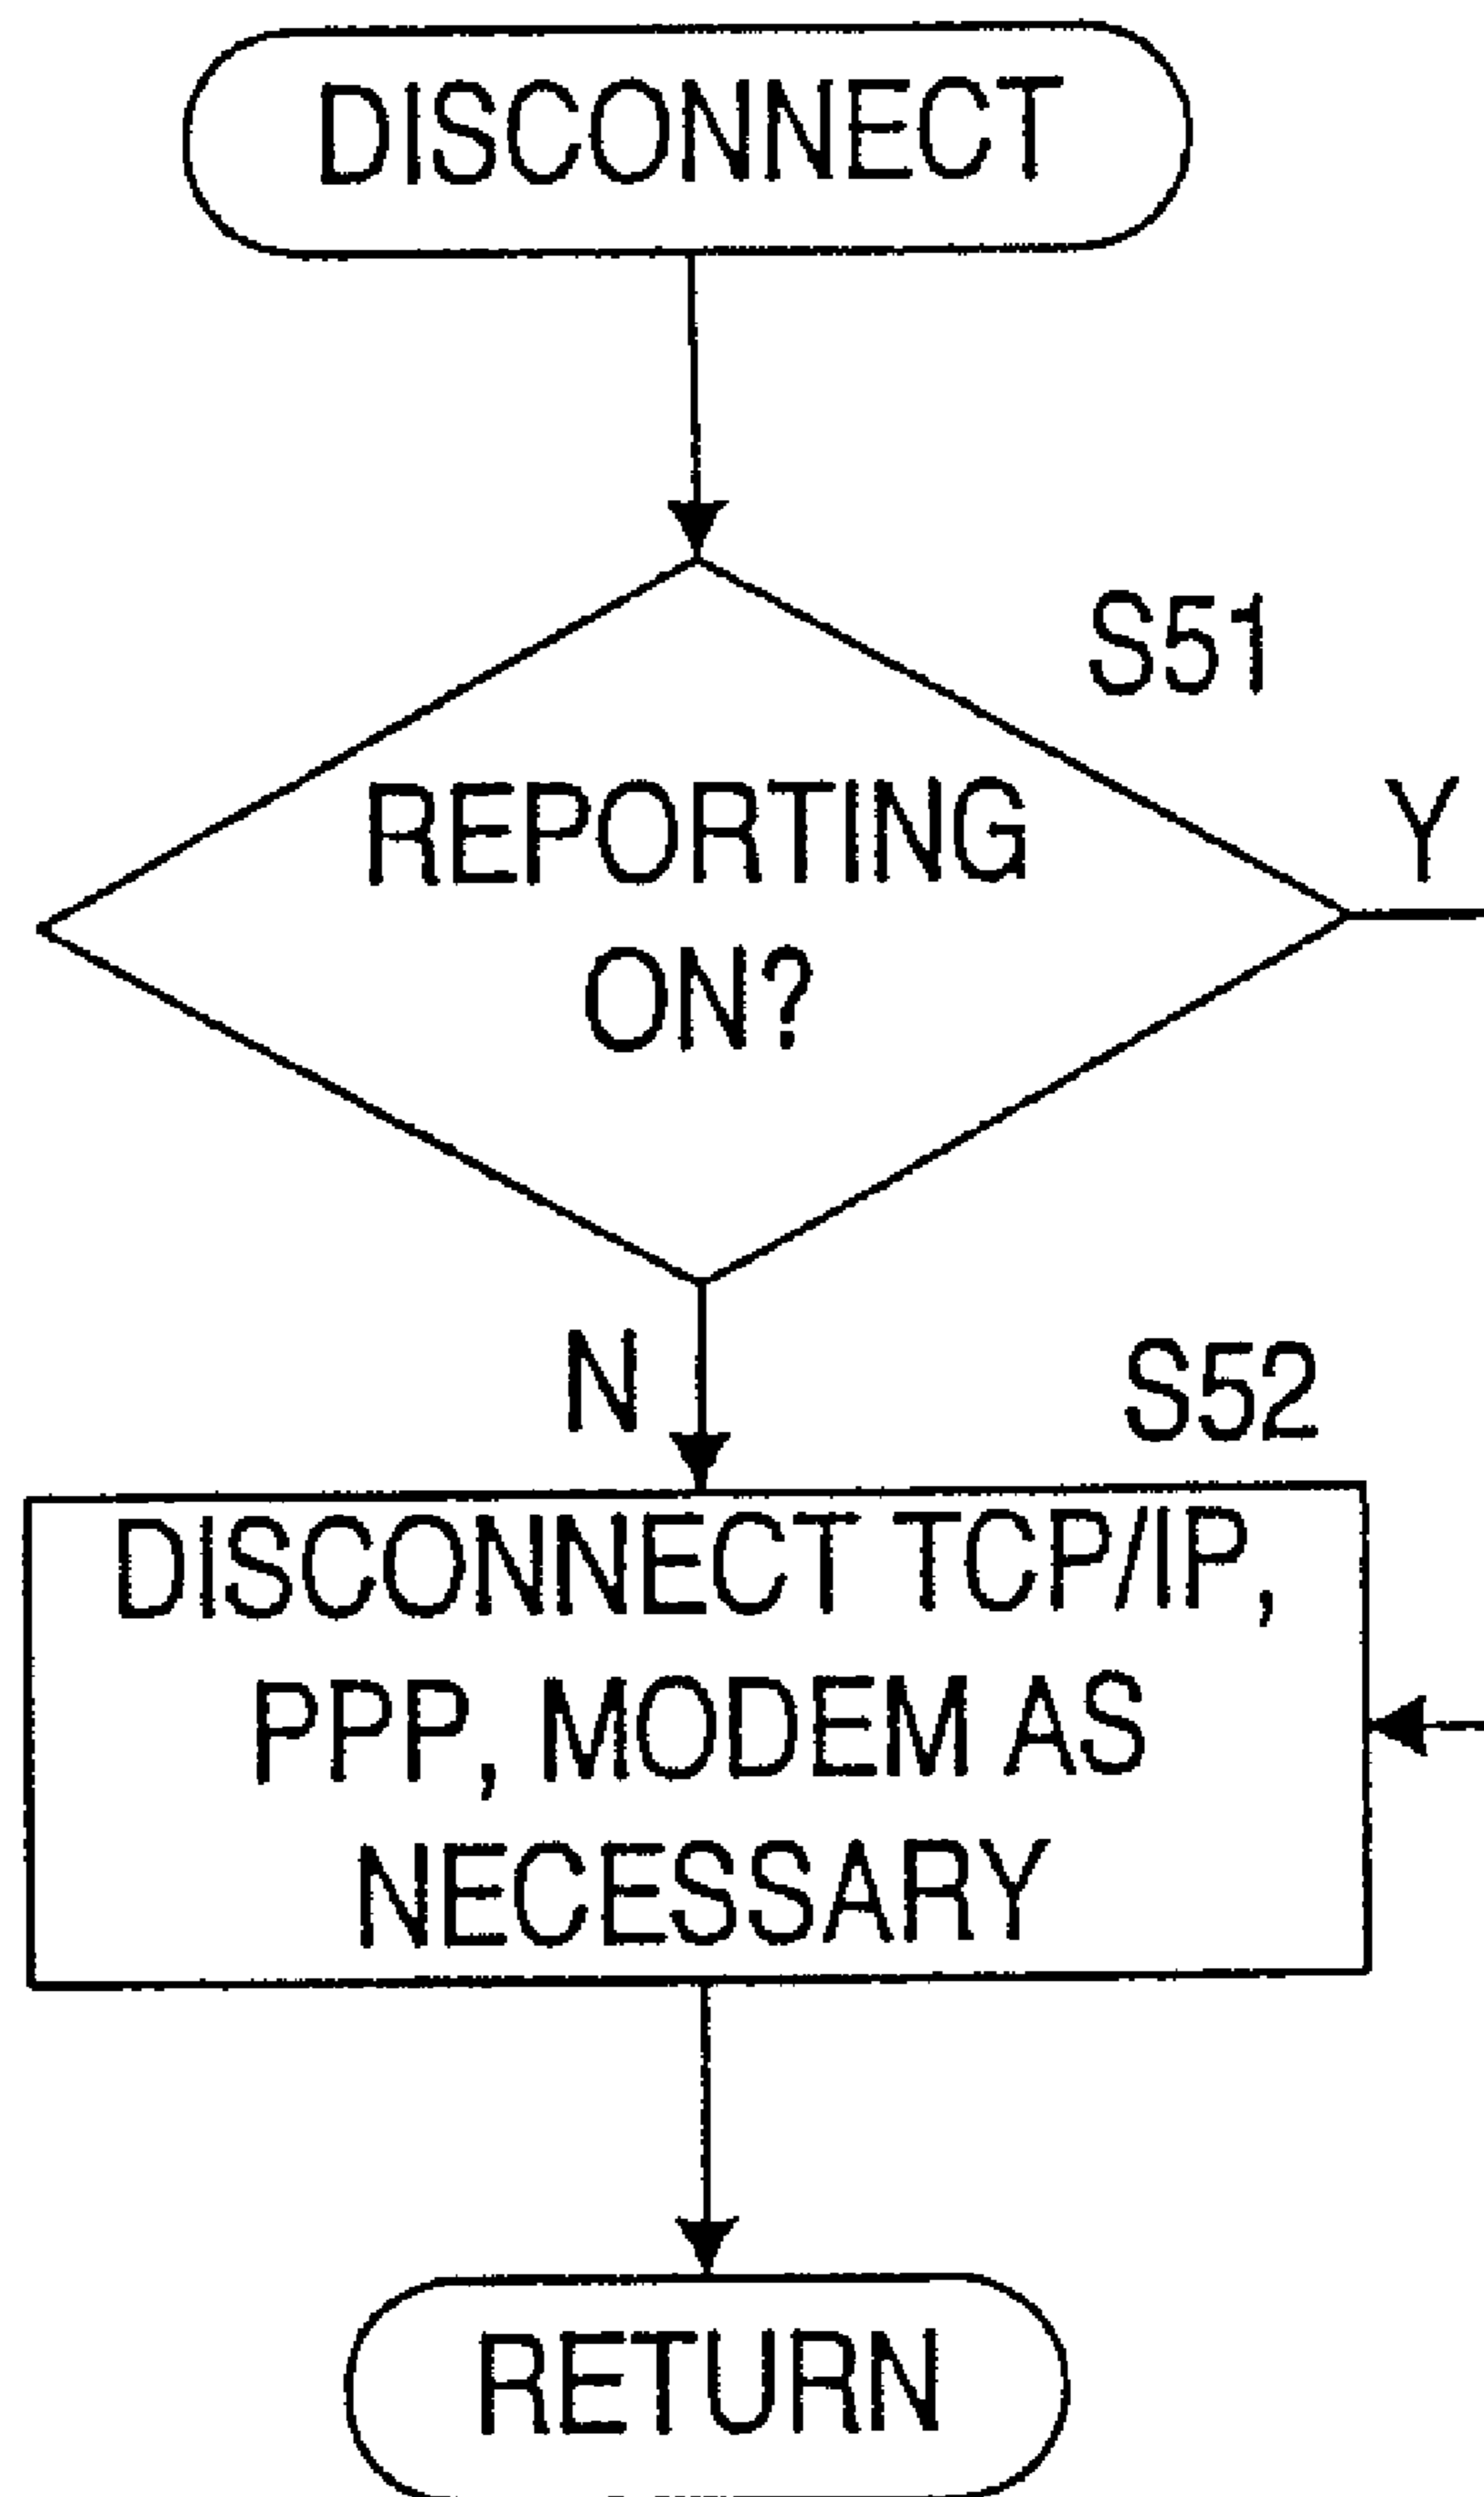 DISCONNECT
S51
REPORTING
ON?
Y
N
S52
DISCONNECT TCP/IP,
PPP, MODEM AS
NECESSARY
RETURN